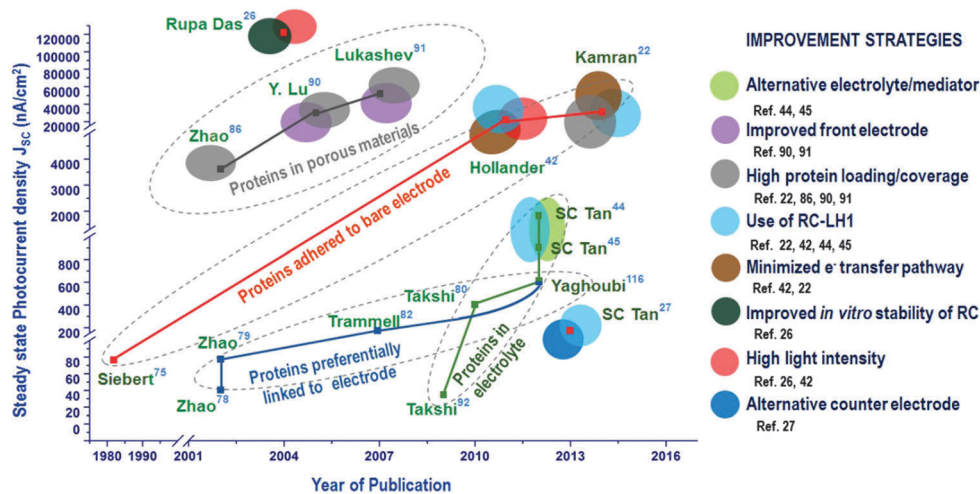 Steady state Photocurrent density JSC (nA/cm2)
120000
100000
80000
60000
40000
20000
4000
3000
2000
800
600
400
200
80
60
40
20
0
Rupa Das26
Lukashev91
Y. Lu90
Zhao86
Proteins in porous materials
Kamran22
Hollander42
Proteins adhered to bare electrode
SC Tan44
SC Tan45
Yaghoubi116
Takshi80
Trammell82
SC Tan27
Zhao79
Siebert75
Proteins preferentially
linked to electrode
Proteins in
electrolyte
Zhao78
Takshi92
1980
1990
2001
2004
2007
2010
2013
2016
Year of Publication
IMPROVEMENT STRATEGIES
Alternative electrolyte/mediator
Ref. 44, 45
Improved front electrode
Ref. 90, 91
High protein loading/coverage
Ref. 22, 86, 90, 91
Use of RC-LH1
Ref. 22, 42, 44, 45
Minimized e- transfer pathway
Ref. 42, 22
Improved in vitro stability of RC
Ref. 26
High light intensity
Ref. 26, 42
Alternative counter electrode
Ref. 27